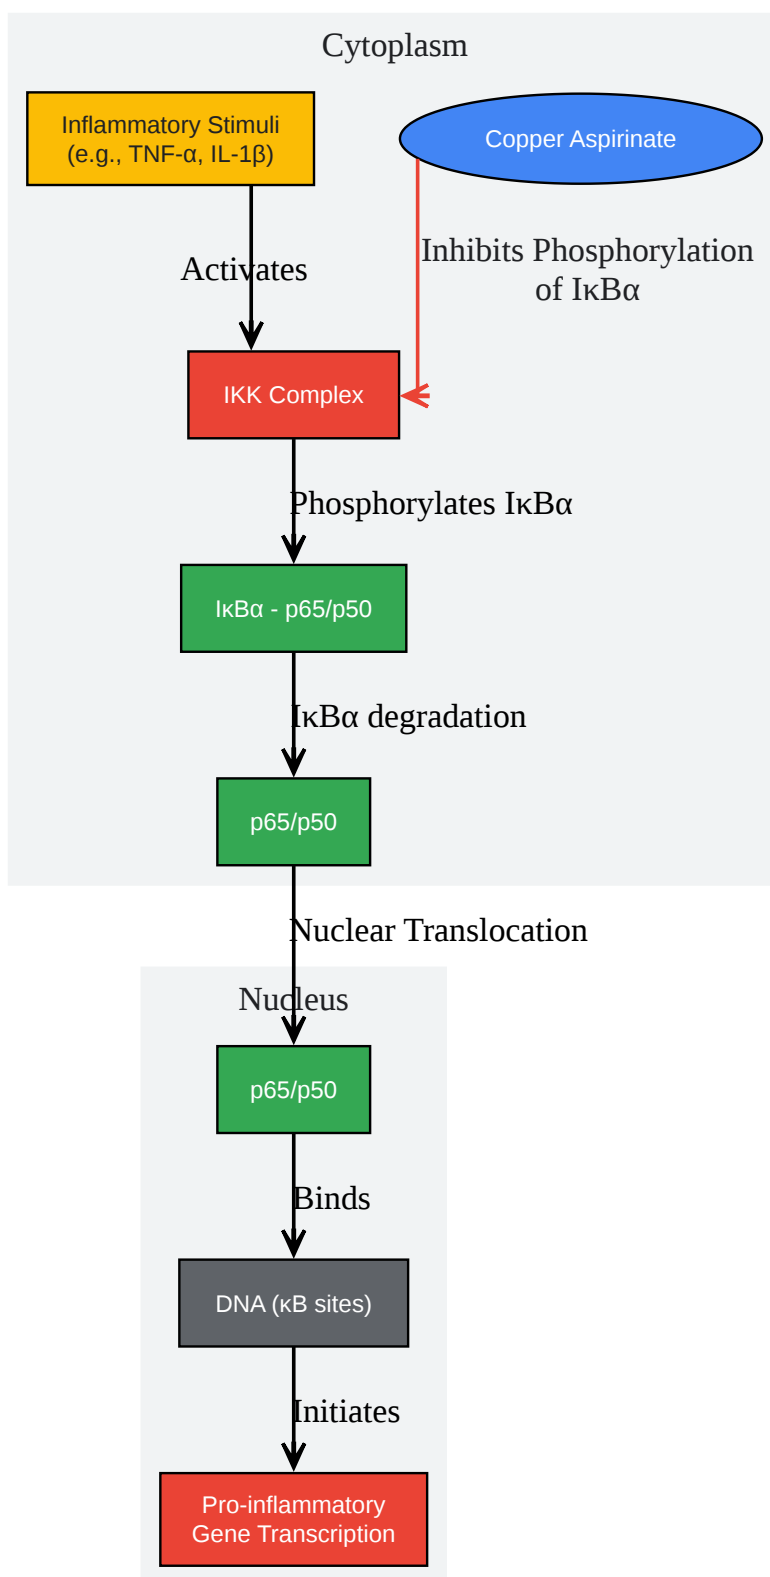 Cytoplasm
Inflammatory Stimuli
(e.g., TNF-α, IL-1β)
Copper Aspirinate
Activates
Inhibits Phosphorylation
of IκBα
IKK Complex
Phosphorylates IκBα
IκBα - p65/p50
IκBα degradation
p65/p50
Nuclear Translocation
Nucleus
p65/p50
Binds
DNA (κB sites)
Initiates
Pro-inflammatory
Gene Transcription